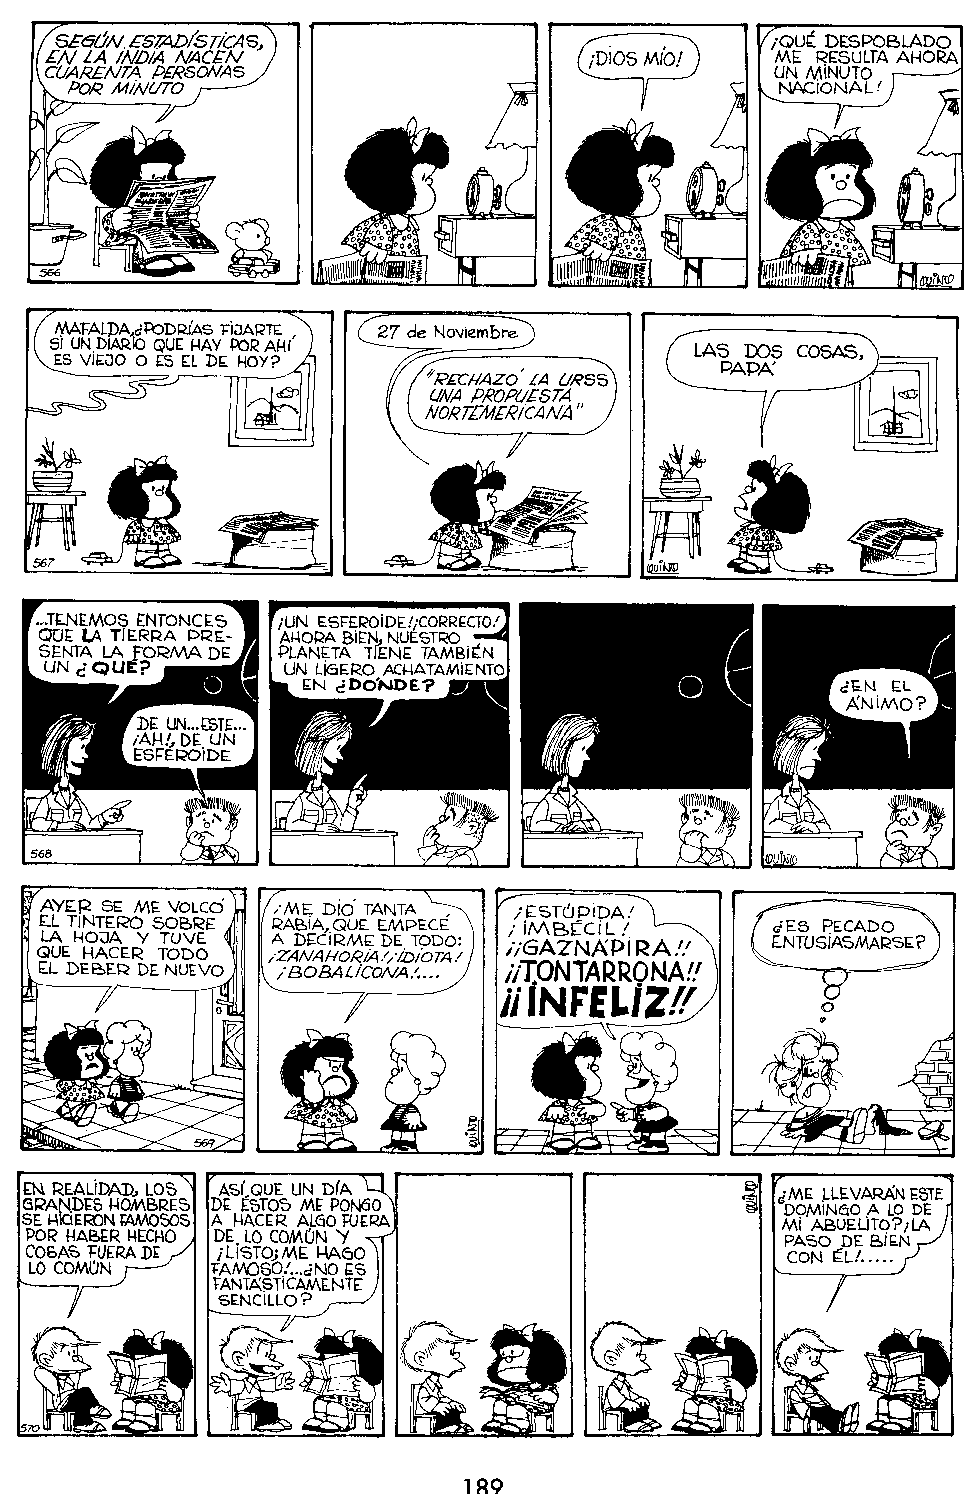 SEGÚN ESTADÍSTICAS,
EN LA INDIA NACEN
CUARENTA PERSONAS
POR MINUTO
566
¡DIOS MÍO!
¡QUÉ DESPOBLADO
ME RESULTA AHORA
UN MINUTO
NACIONAL!
QUINO
MAFALDA,¿PODRÍAS FIJARTE
SI UN DIARIO QUE HAY POR AHÍ
ES VIEJO O ES EL DE HOY?
567
27 de Noviembre
"RECHAZÓ LA URSS
UNA PROPUESTA
NORTEMERICANA"
LAS DOS COSAS,
PAPÁ
QUINO
...TENEMOS ENTONCES
QUE LA TIERRA PRE-
SENTA LA FORMA DE
UN ¿QUÉ?
DE UN...ESTE...
¡AH!, DE UN
ESFEROIDE
568
¡UN ESFEROIDE!¡CORRECTO!
AHORA BIEN, NUESTRO
PLANETA TIENE TAMBIÉN
UN LIGERO ACHATAMIENTO
EN ¿DÓNDE?
¿EN EL
ÁNIMO?
QUINO
AYER SE ME VOLCÓ
EL TINTERO SOBRE
LA HOJA Y TUVE
QUE HACER TODO
EL DEBER DE NUEVO
569
¡ME DIÓ TANTA
RABIA, QUE EMPECÉ
A DECIRME DE TODO:
¡ZANAHORIA!¡IDIOTA!
¡BOBALICONA!....
QUINO
¡ESTÚPIDA!
¡IMBÉCIL!
¡¡GAZNÁPIRA!!
¡¡TONTARRONA!!
¡¡INFELIZ!!
¿ES PECADO
ENTUSIASMARSE?
EN REALIDAD, LOS
GRANDES HOMBRES
SE HICIERON FAMOSOS
POR HABER HECHO
COSAS FUERA DE
LO COMÚN
570
ASÍ QUE UN DÍA
DE ÉSTOS ME PONGO
A HACER ALGO FUERA
DE LO COMÚN Y
¡LISTO; ME HAGO
FAMOSO!...¿NO ES
FANTÁSTICAMENTE
SENCILLO?
QUINO
¿ME LLEVARÁN ESTE
DOMINGO A LO DE
MI ABUELITO?¡LA
PASO DE BIEN
CON ÉL!.....
189